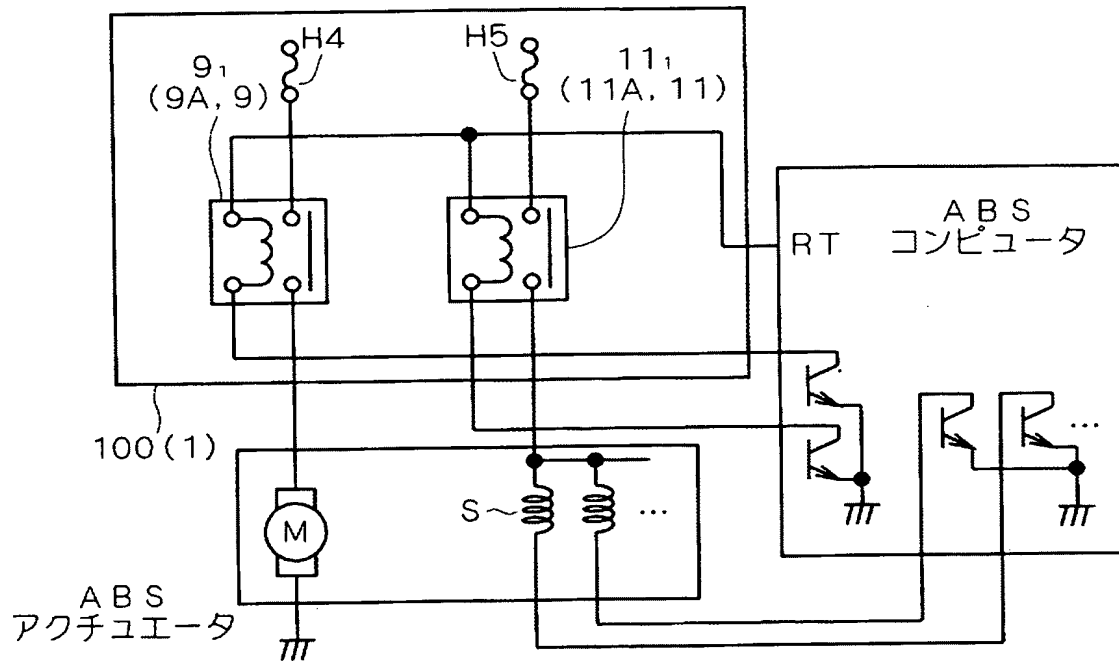 H4
H5
9₁
(9A, 9)
11₁
(11A, 11)
ABS
コンピュータ
RT
100(1)
S
...
...
M
ABS
アクチュエータ